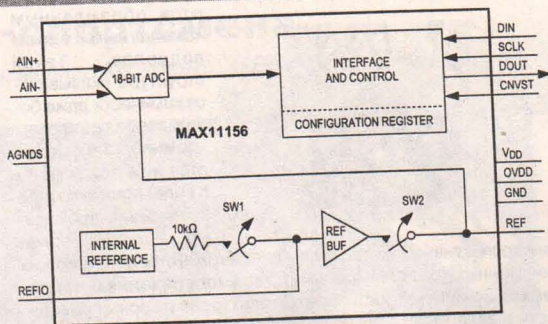 AIN+
AIN-
18-BIT ADC
INTERFACE
AND CONTROL
CONFIGURATION REGISTER
MAX11156
DIN
SCLK
DOUT
CNVST
AGNDS
VDD
OVDD
GND
REF
SW1
SW2
10kΩ
INTERNAL
REFERENCE
REF
BUF
REFIO